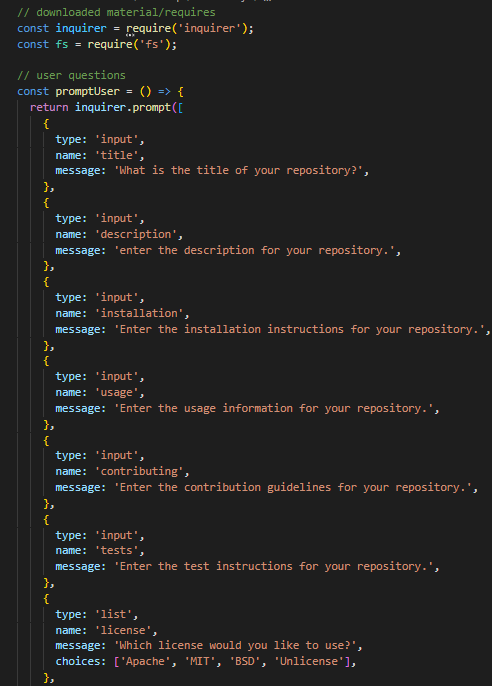 // downloaded material/requires
const inquirer = require('inquirer');
const fs = require('fs');
// user questions
const promptUser = () => {
return inquirer.prompt([
{
type: 'input',
name: 'title',
message: 'What is the title of your repository?',
},
{
type: 'input',
name: 'description',
message: 'enter the description for your repository.',
},
{
type: 'input',
name: 'installation',
message: 'Enter the installation instructions for your repository.',
},
{
type: 'input',
name: 'usage',
message: 'Enter the usage information for your repository.',
},
{
type: 'input',
name: 'contributing',
message: 'Enter the contribution guidelines for your repository.',
},
{
type: 'input',
name: 'tests',
message: 'Enter the test instructions for your repository.',
},
{
type: 'list',
name: 'license',
message: 'Which license would you like to use?',
choices: ['Apache', 'MIT', 'BSD', 'Unlicense'],
},